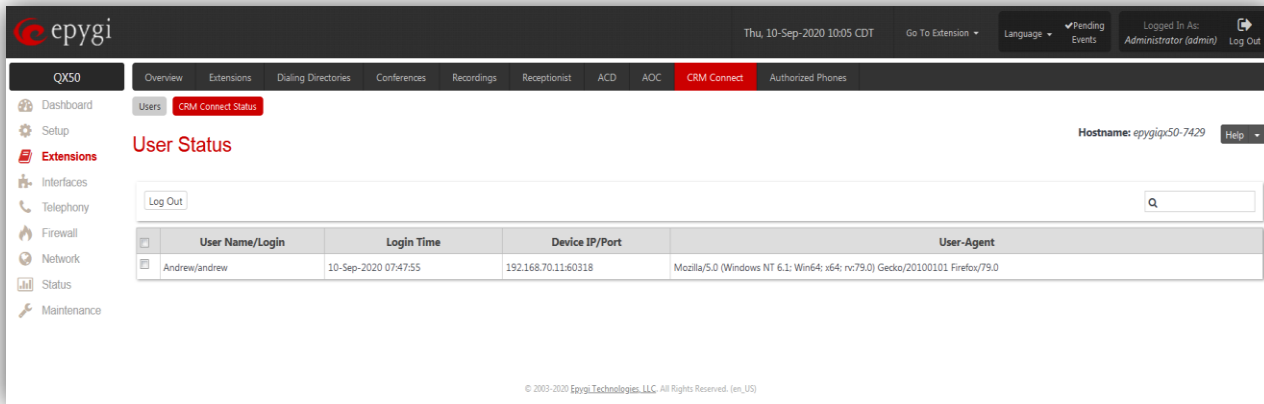 epygi
Thu, 10-Sep-2020 10:05 CDT
Go To Extension
Language
Pending Events
Logged In As:
Administrator (admin)
Log Out
QX50
Overview Extensions Dialing Directories Conferences Recordings Receptionist ACD AOC CRM Connect Authorized Phones
Dashboard
Users CRM Connect Status
Setup
Hostname: epygiqx50-7429 Help
User Status
Extensions
Interfaces
Log Out
Telephony
Firewall
User Name/Login Login Time Device IP/Port User-Agent
Network
Andrew/andrew 10-Sep-2020 07:47:55 192.168.70.11:60318 Mozilla/5.0 (Windows NT 6.1; Win64; x64; rv:79.0) Gecko/20100101 Firefox/79.0
Status
Maintenance
© 2003-2020 Epygi Technologies, LLC. All Rights Reserved. (en_US)